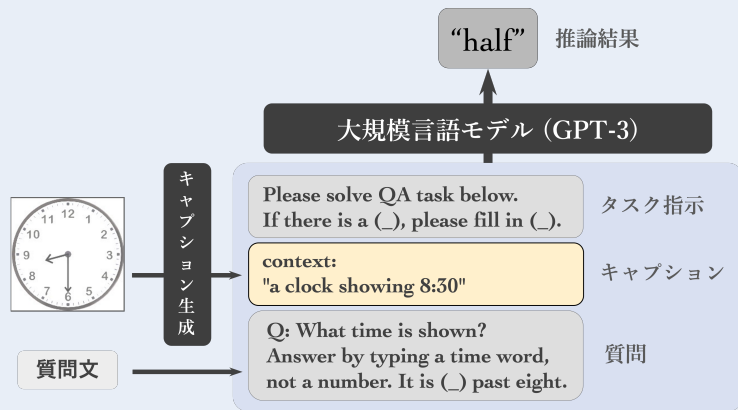 “half”
推論結果
大規模言語モデル (GPT-3)
キャプション生成
Please solve QA task below.
If there is a (_), please fill in (_).
タスク指示
12
1
2
3
4
5
6
7
8
9
10
11
context:
"a clock showing 8:30"
キャプション
Q: What time is shown?
Answer by typing a time word,
not a number. It is (_) past eight.
質問
質問文